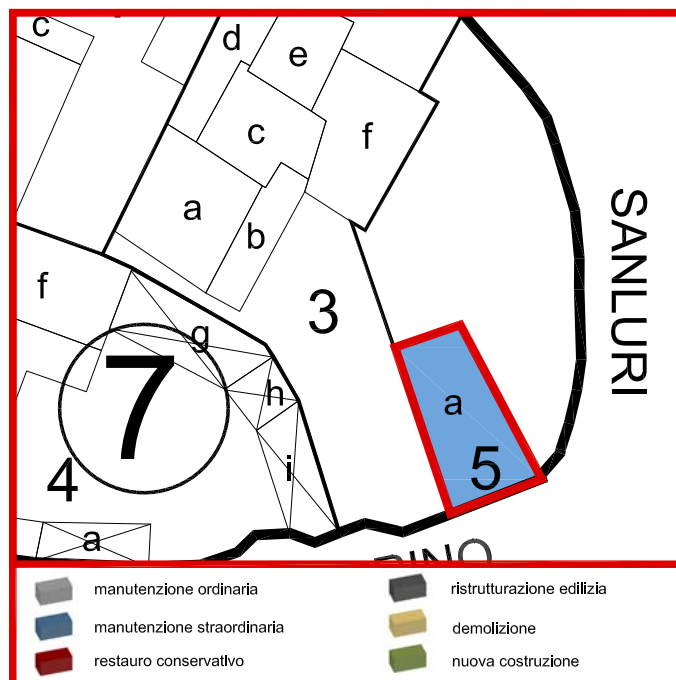 c
d
e
c
f
a
b
SANLURI
f
3
g
7
h
a
4
i
5
a
manutenzione ordinaria
manutenzione straordinaria
restauro conservativo
ristrutturazione edilizia
demolizione
nuova costruzione